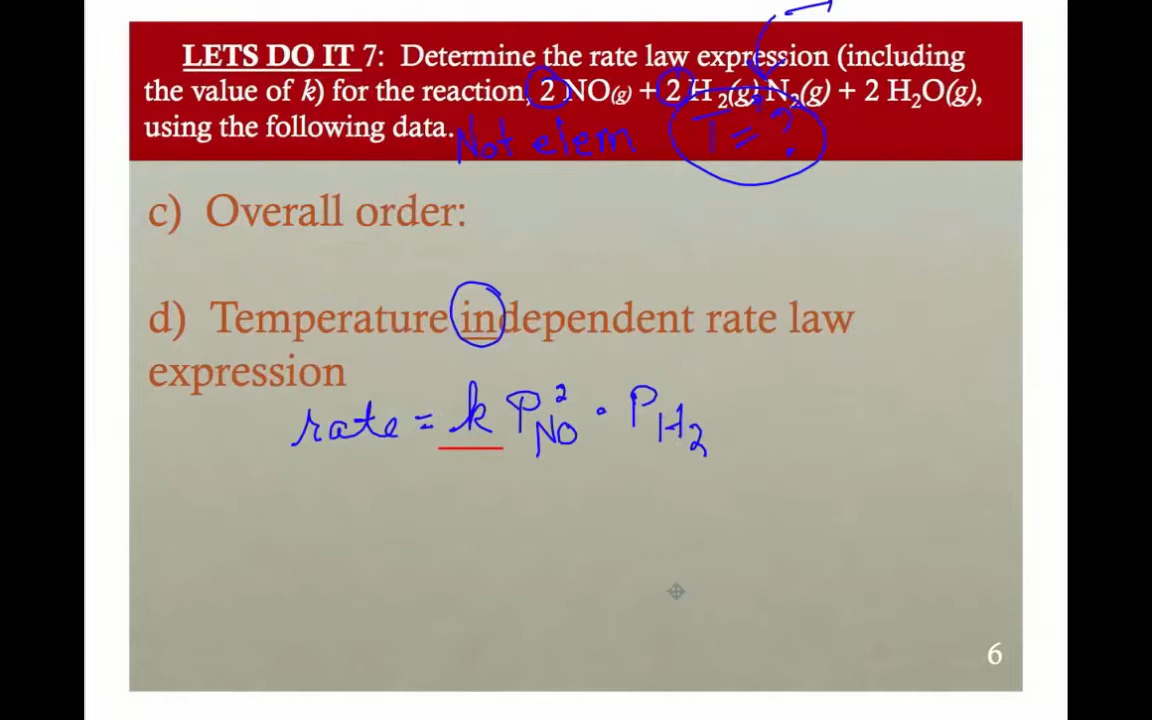 LETS DO IT 7: Determine the rate law expression (including
the value of k) for the reaction, 2 NO(g) + 2 H₂(g) N₂(g) + 2 H₂O(g),
using the following data.
Not elem T = ?
c) Overall order:
d) Temperature independent rate law
expression
rate = k P²NO · PH₂
6